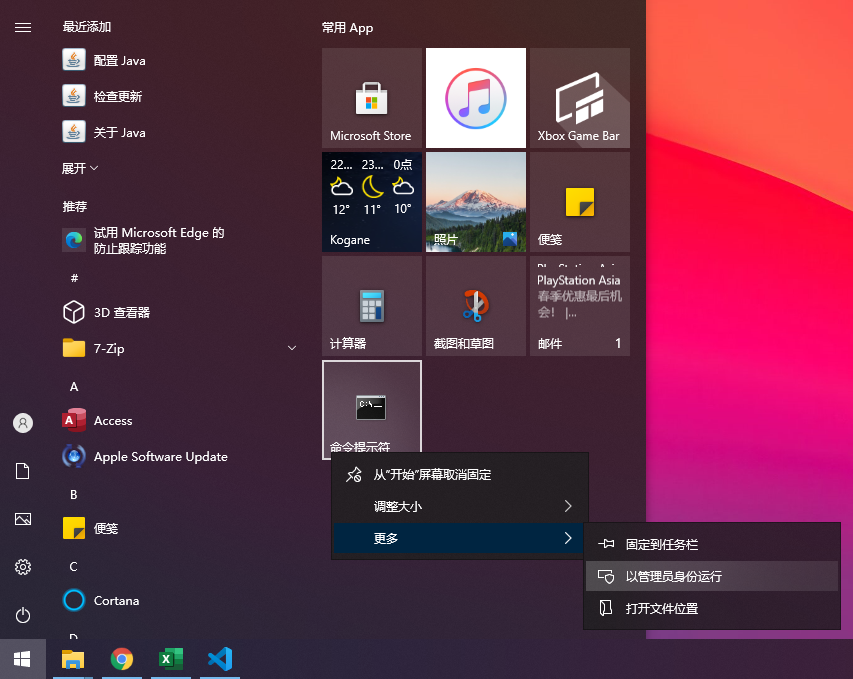 最近添加
配置 Java
检查更新
关于 Java
展开
推荐
试用 Microsoft Edge 的
防止跟踪功能
#
3D 查看器
7-Zip
A
Access
Apple Software Update
B
便笺
C
Cortana
D
常用 App
Microsoft Store
Xbox Game Bar
22... 23... 0点
12° 11° 10°
Kogane
照片
便笺
计算器
截图和草图
PlayStation Asia
PlayStation Asia
春季优惠最后机
会! |...
邮件 1
C:\_
命令提示符
从"开始"屏幕取消固定
调整大小
更多
固定到任务栏
以管理员身份运行
打开文件位置